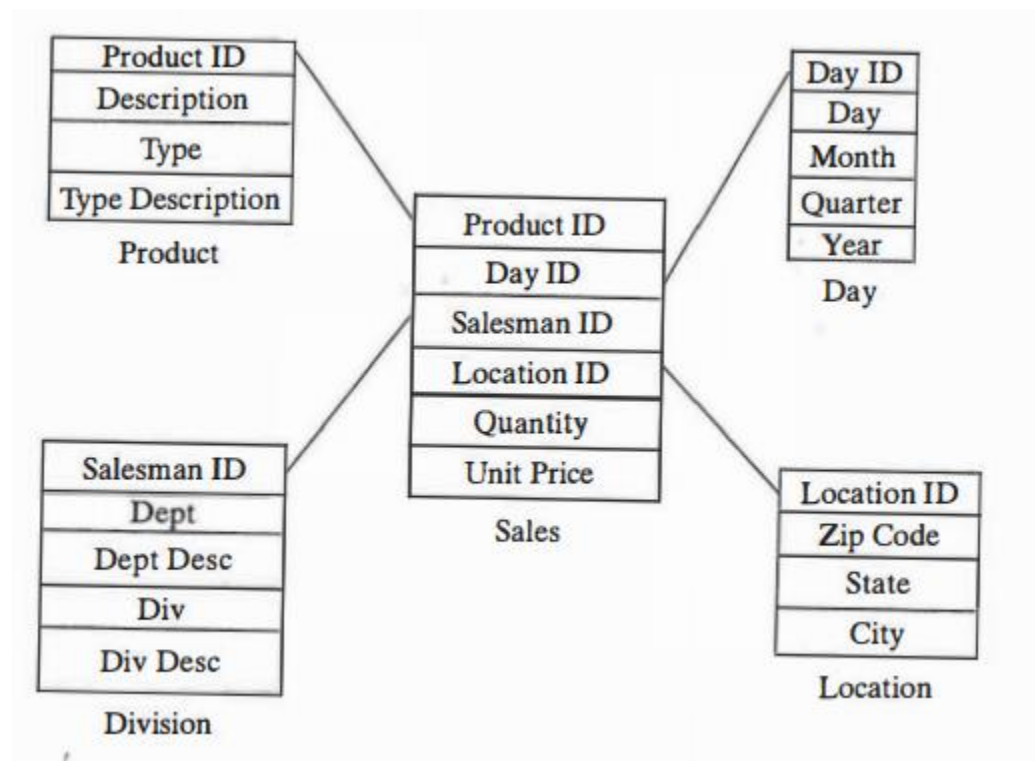 Product ID
Description
Type
Type Description
Product
Day ID
Day
Month
Quarter
Year
Day
Product ID
Day ID
Salesman ID
Location ID
Quantity
Unit Price
Sales
Salesman ID
Dept
Dept Desc
Div
Div Desc
Division
Location ID
Zip Code
State
City
Location